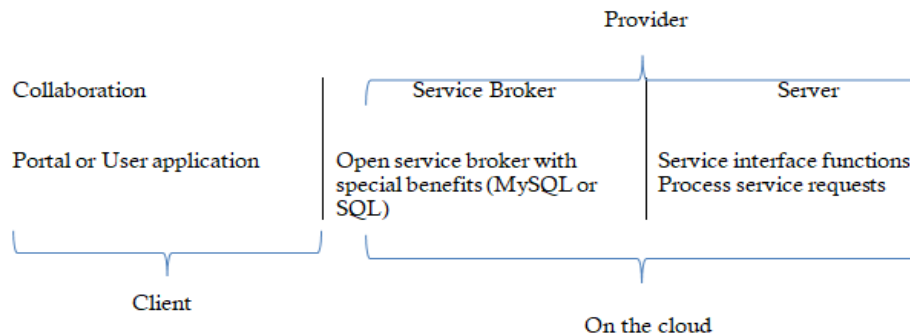 Provider
Collaboration
Service Broker
Server
Portal or User application
Open service broker with
special benefits (MySQL or
SQL)
Service interface functions
Process service requests
Client
On the cloud